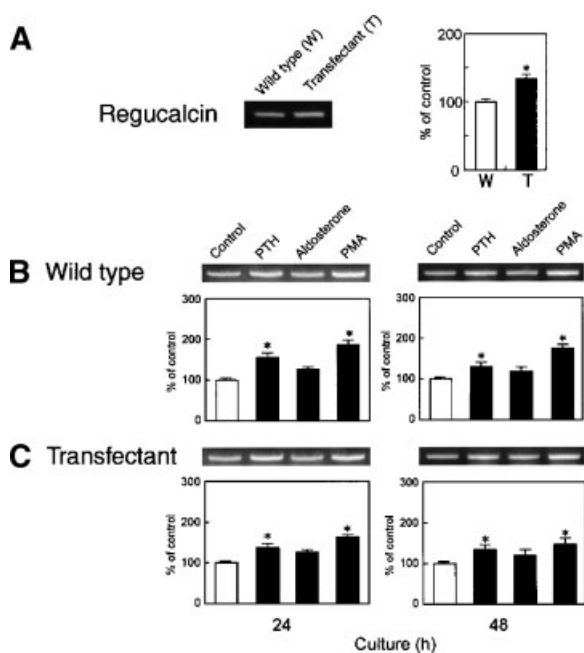 A
Wild type (W)
Transfectant (T)
Regucalcin
% of control
200
100
0
*
W T
Control PTH Aldosterone PMA Control PTH Aldosterone PMA
B Wild type
% of control
300
200
100
0
* *
% of control
300
200
100
0
* *
C Transfectant
% of control
300
200
100
0
* *
% of control
300
200
100
0
* *
24 48
Culture (h)